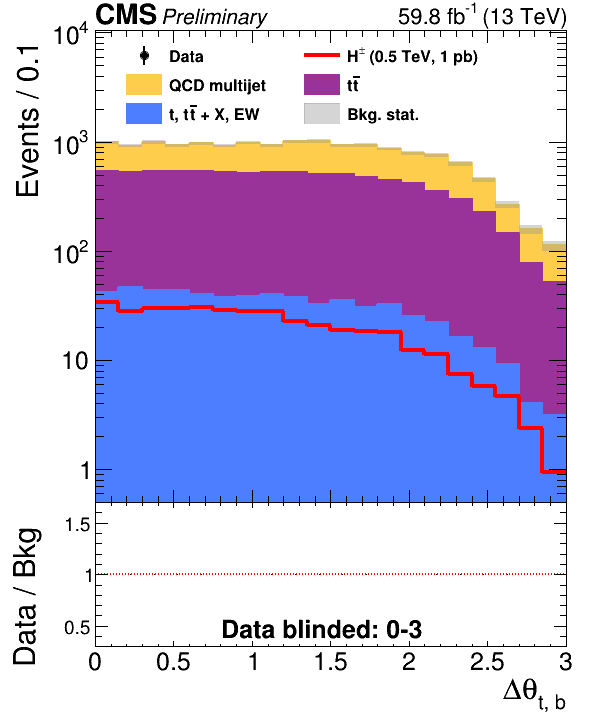 CMS Preliminary 59.8 fb⁻¹ (13 TeV)
Events / 0.1
10⁴
10³
10²
10
1
Data
H± (0.5 TeV, 1 pb)
QCD multijet
tt̅
t, tt̅ + X, EW
Bkg. stat.
Data / Bkg
1.5
1
0.5
Data blinded: 0-3
0 0.5 1 1.5 2 2.5 3
Δθt, b